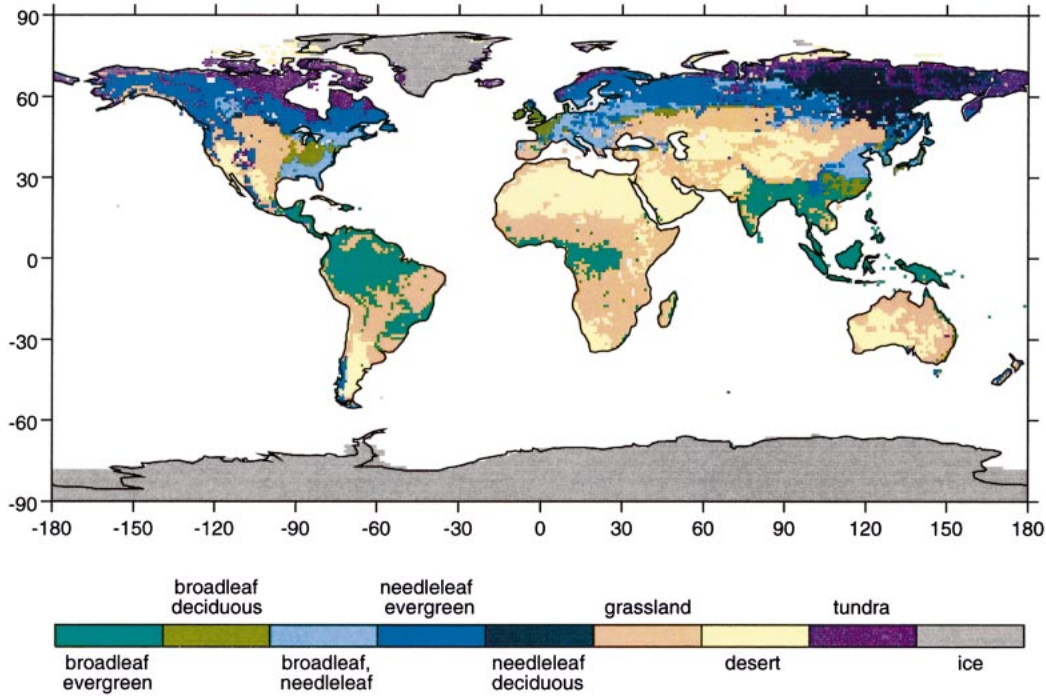 90
60
30
0
-30
-60
-90
-180 -150 -120 -90 -60 -30 0 30 60 90 120 150 180
broadleaf deciduous
needleleaf evergreen
grassland
tundra
broadleaf evergreen
broadleaf, needleleaf
needleleaf deciduous
desert
ice